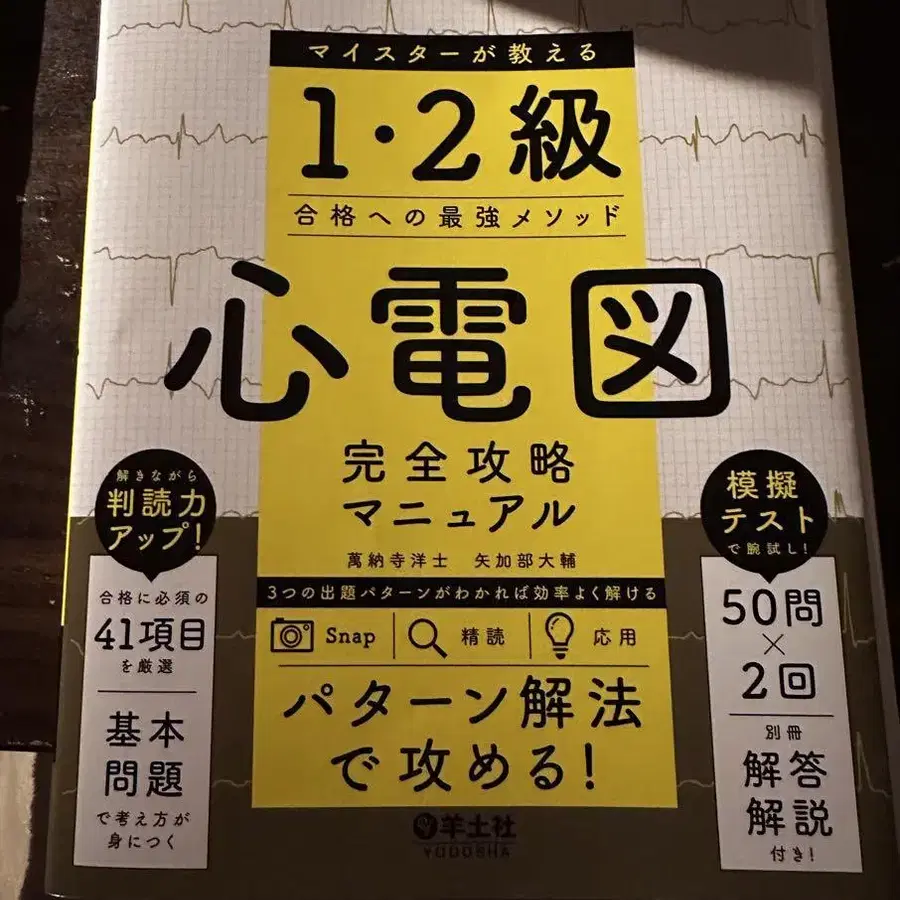 マイスターが教える
1・2級
合格への最強メソッド
心電図
完全攻略
マニュアル
萬納寺洋士 矢加部大輔
3つの出題パターンがわかれば効率よく解ける
Snap 精読 応用
パターン解法
で攻める!
解きながら
判読力
アップ!
合格に必須の
41項目
を厳選
基本
問題
で考え方が
身につく
模擬
テスト
で腕試し!
50問
×
2回
別冊
解答
解説
付き!
羊土社
YODOSHA